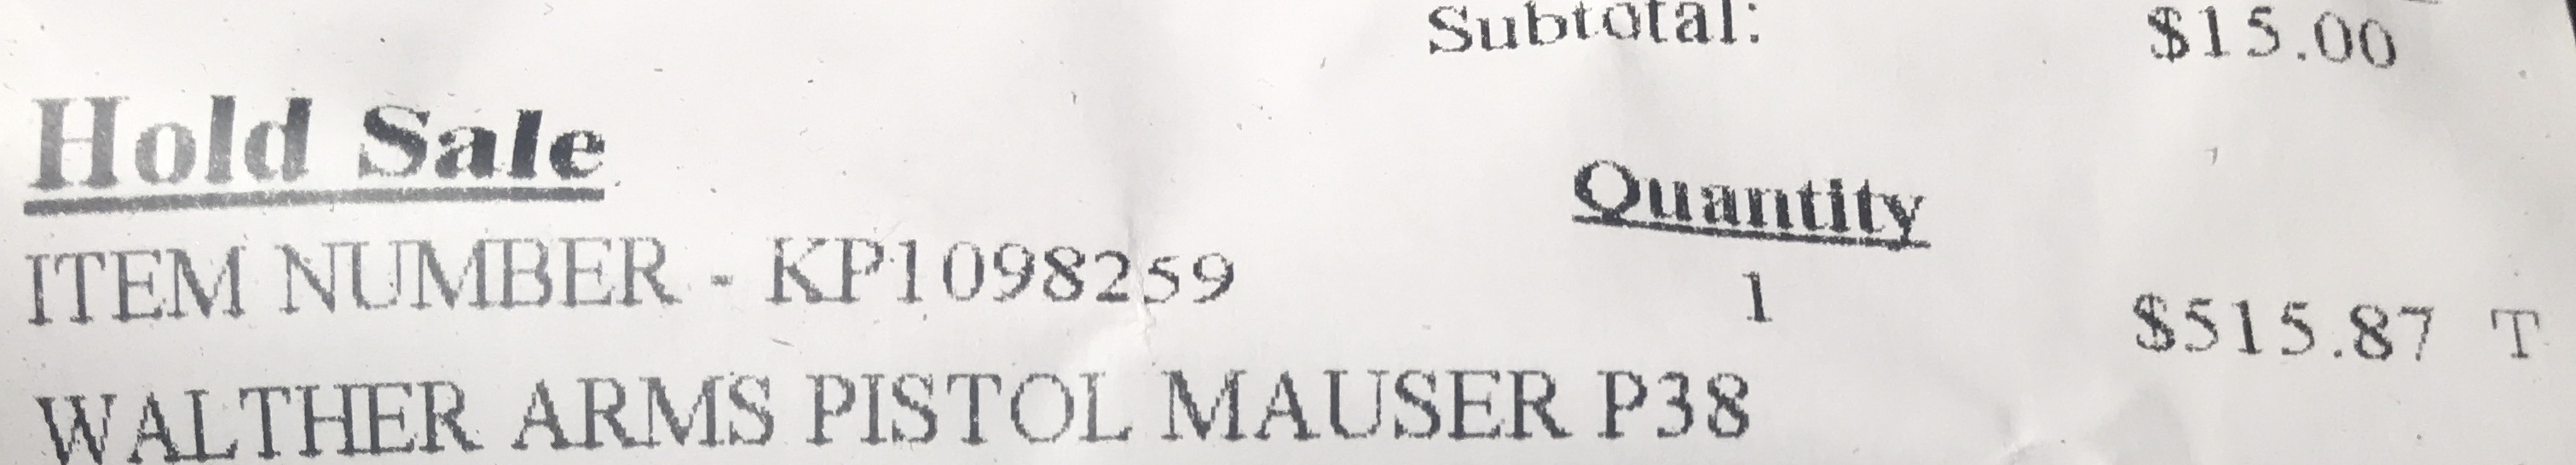 Subtotal: $15.00
Hold Sale
Quantity
ITEM NUMBER - KP1098259 1 $515.87 T
WALTHER ARMS PISTOL MAUSER P38